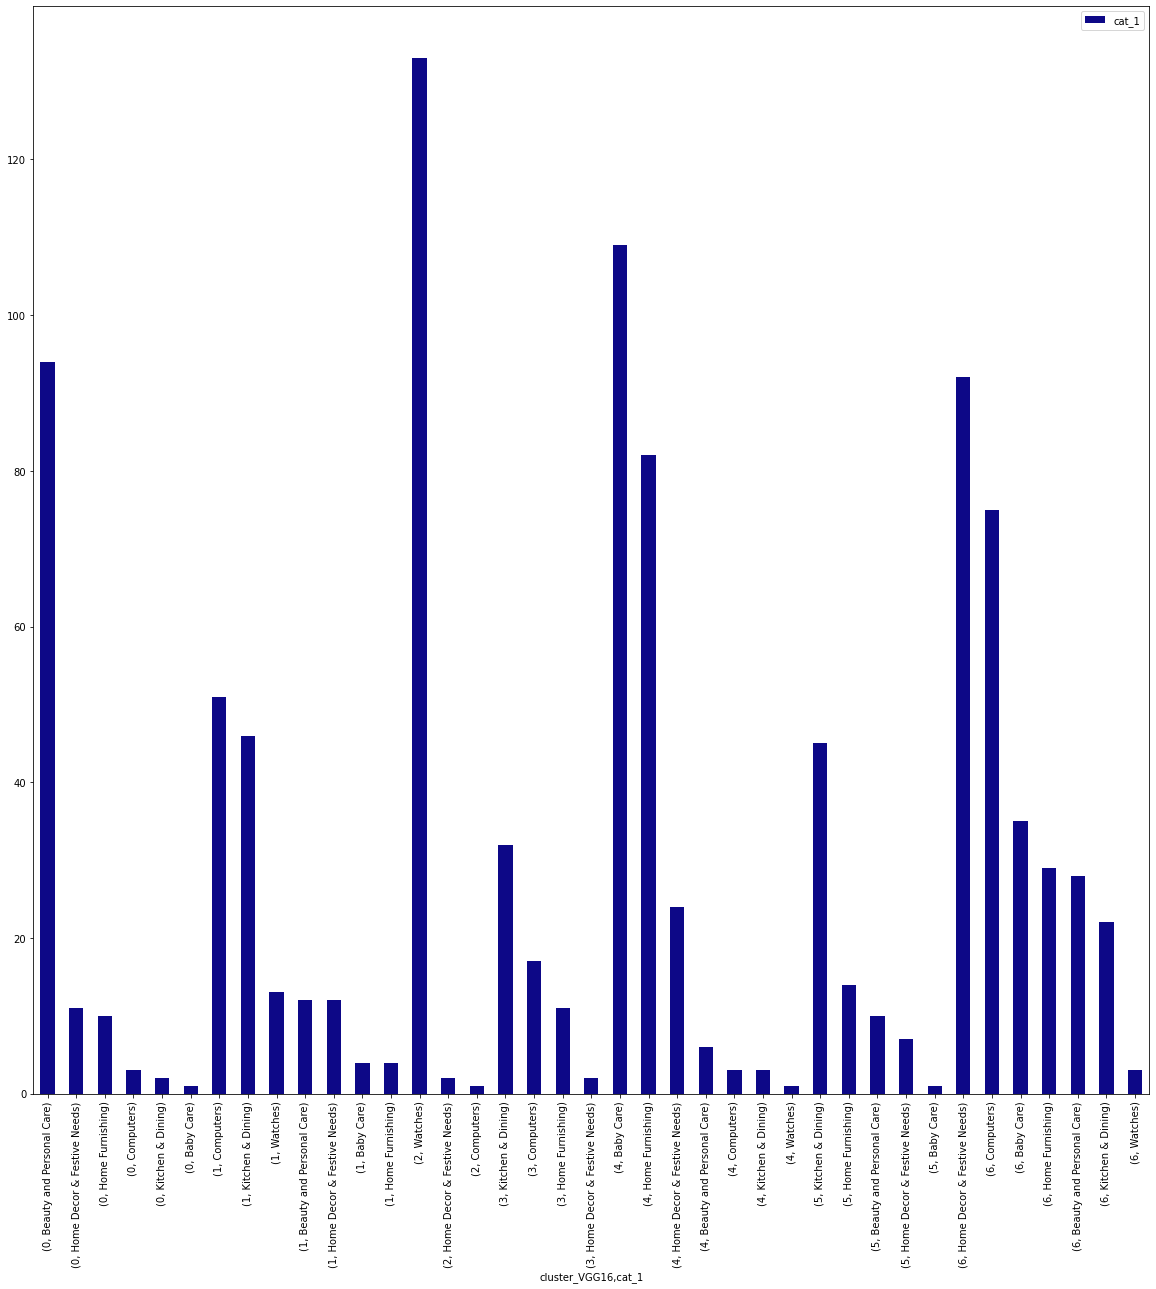 cat_1
120
100
80
60
40
20
0
(0, Beauty and Personal Care)
(0, Home Decor & Festive Needs)
(0, Home Furnishing)
(0, Computers)
(0, Kitchen & Dining)
(0, Baby Care)
(1, Computers)
(1, Kitchen & Dining)
(1, Watches)
(1, Beauty and Personal Care)
(1, Home Decor & Festive Needs)
(1, Baby Care)
(1, Home Furnishing)
(2, Watches)
(2, Home Decor & Festive Needs)
(2, Computers)
(3, Kitchen & Dining)
(3, Computers)
(3, Home Furnishing)
(3, Home Decor & Festive Needs)
(4, Baby Care)
(4, Home Furnishing)
(4, Home Decor & Festive Needs)
(4, Beauty and Personal Care)
(4, Computers)
(4, Kitchen & Dining)
(4, Watches)
(5, Kitchen & Dining)
(5, Home Furnishing)
(5, Beauty and Personal Care)
(5, Home Decor & Festive Needs)
(5, Baby Care)
(6, Home Decor & Festive Needs)
(6, Computers)
(6, Baby Care)
(6, Home Furnishing)
(6, Beauty and Personal Care)
(6, Kitchen & Dining)
(6, Watches)
cluster_VGG16,cat_1